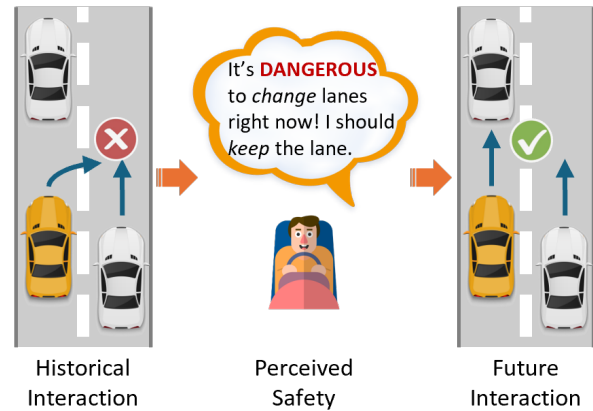 It's DANGEROUS
to change lanes
right now! I should
keep the lane.
Historical
Interaction
Perceived
Safety
Future
Interaction